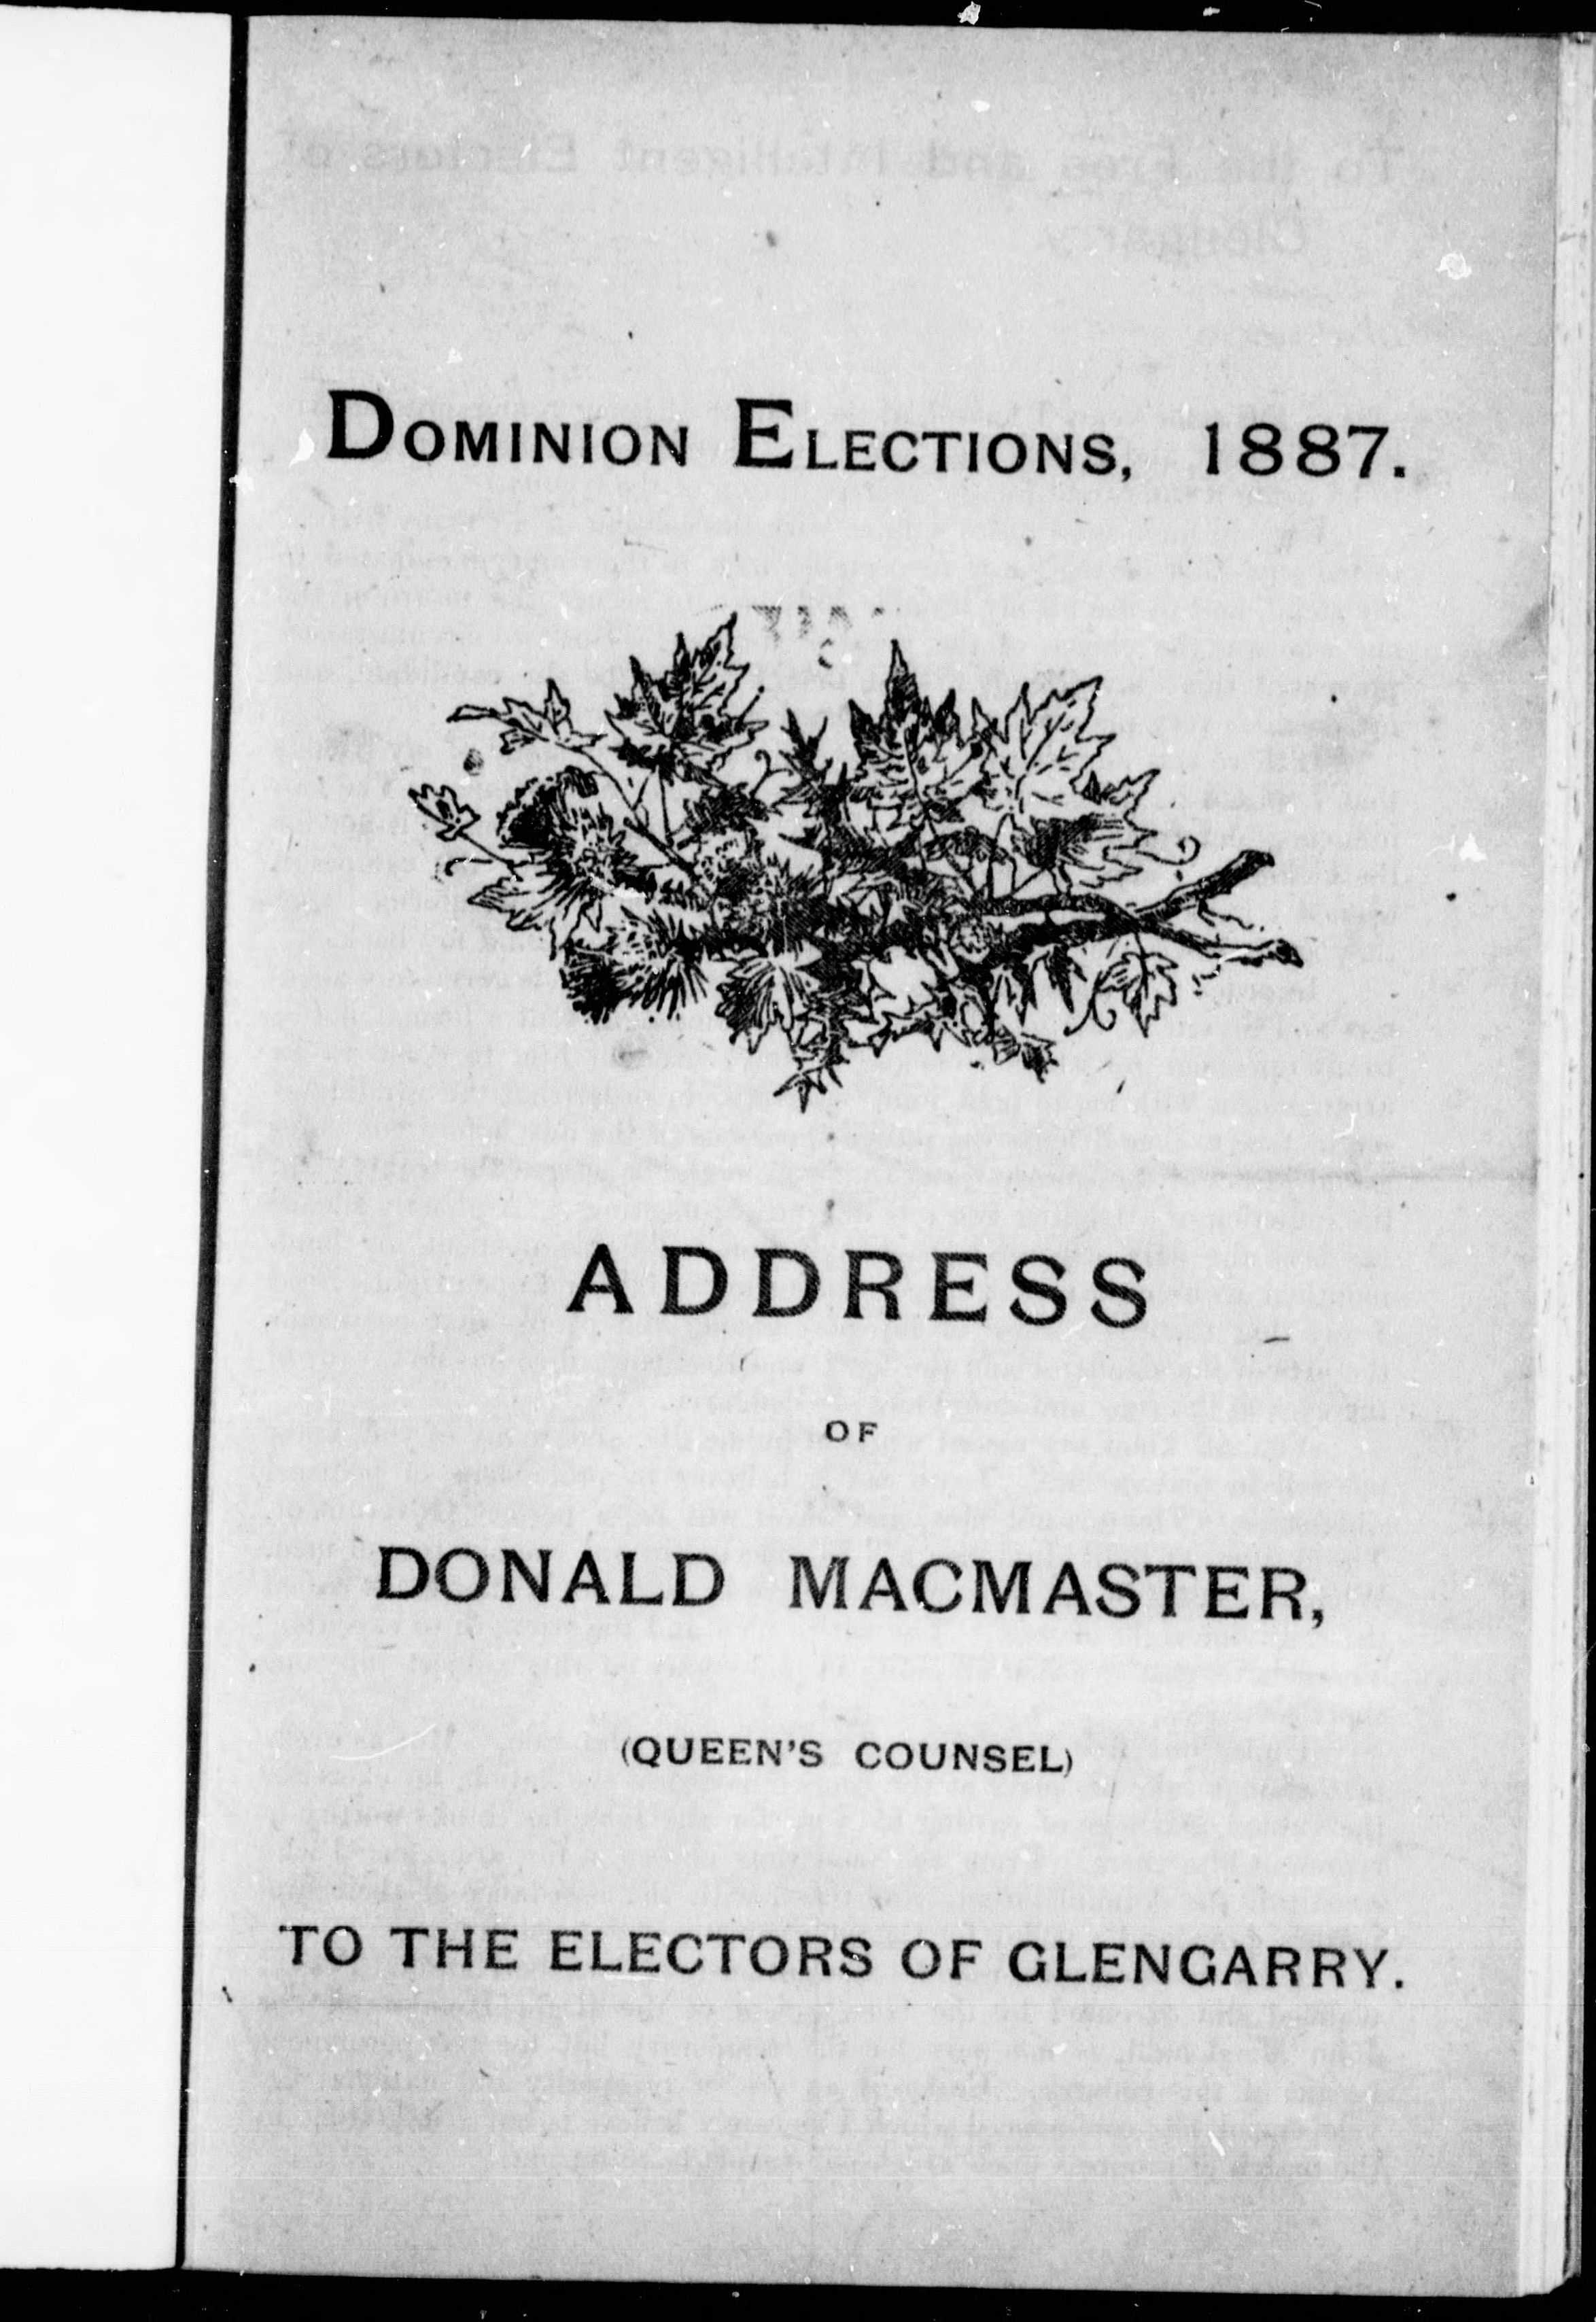 DOMINION ELECTIONS, 1887.
ADDRESS
OF
DONALD MACMASTER,
(QUEEN'S COUNSEL)
TO THE ELECTORS OF GLENGARRY.